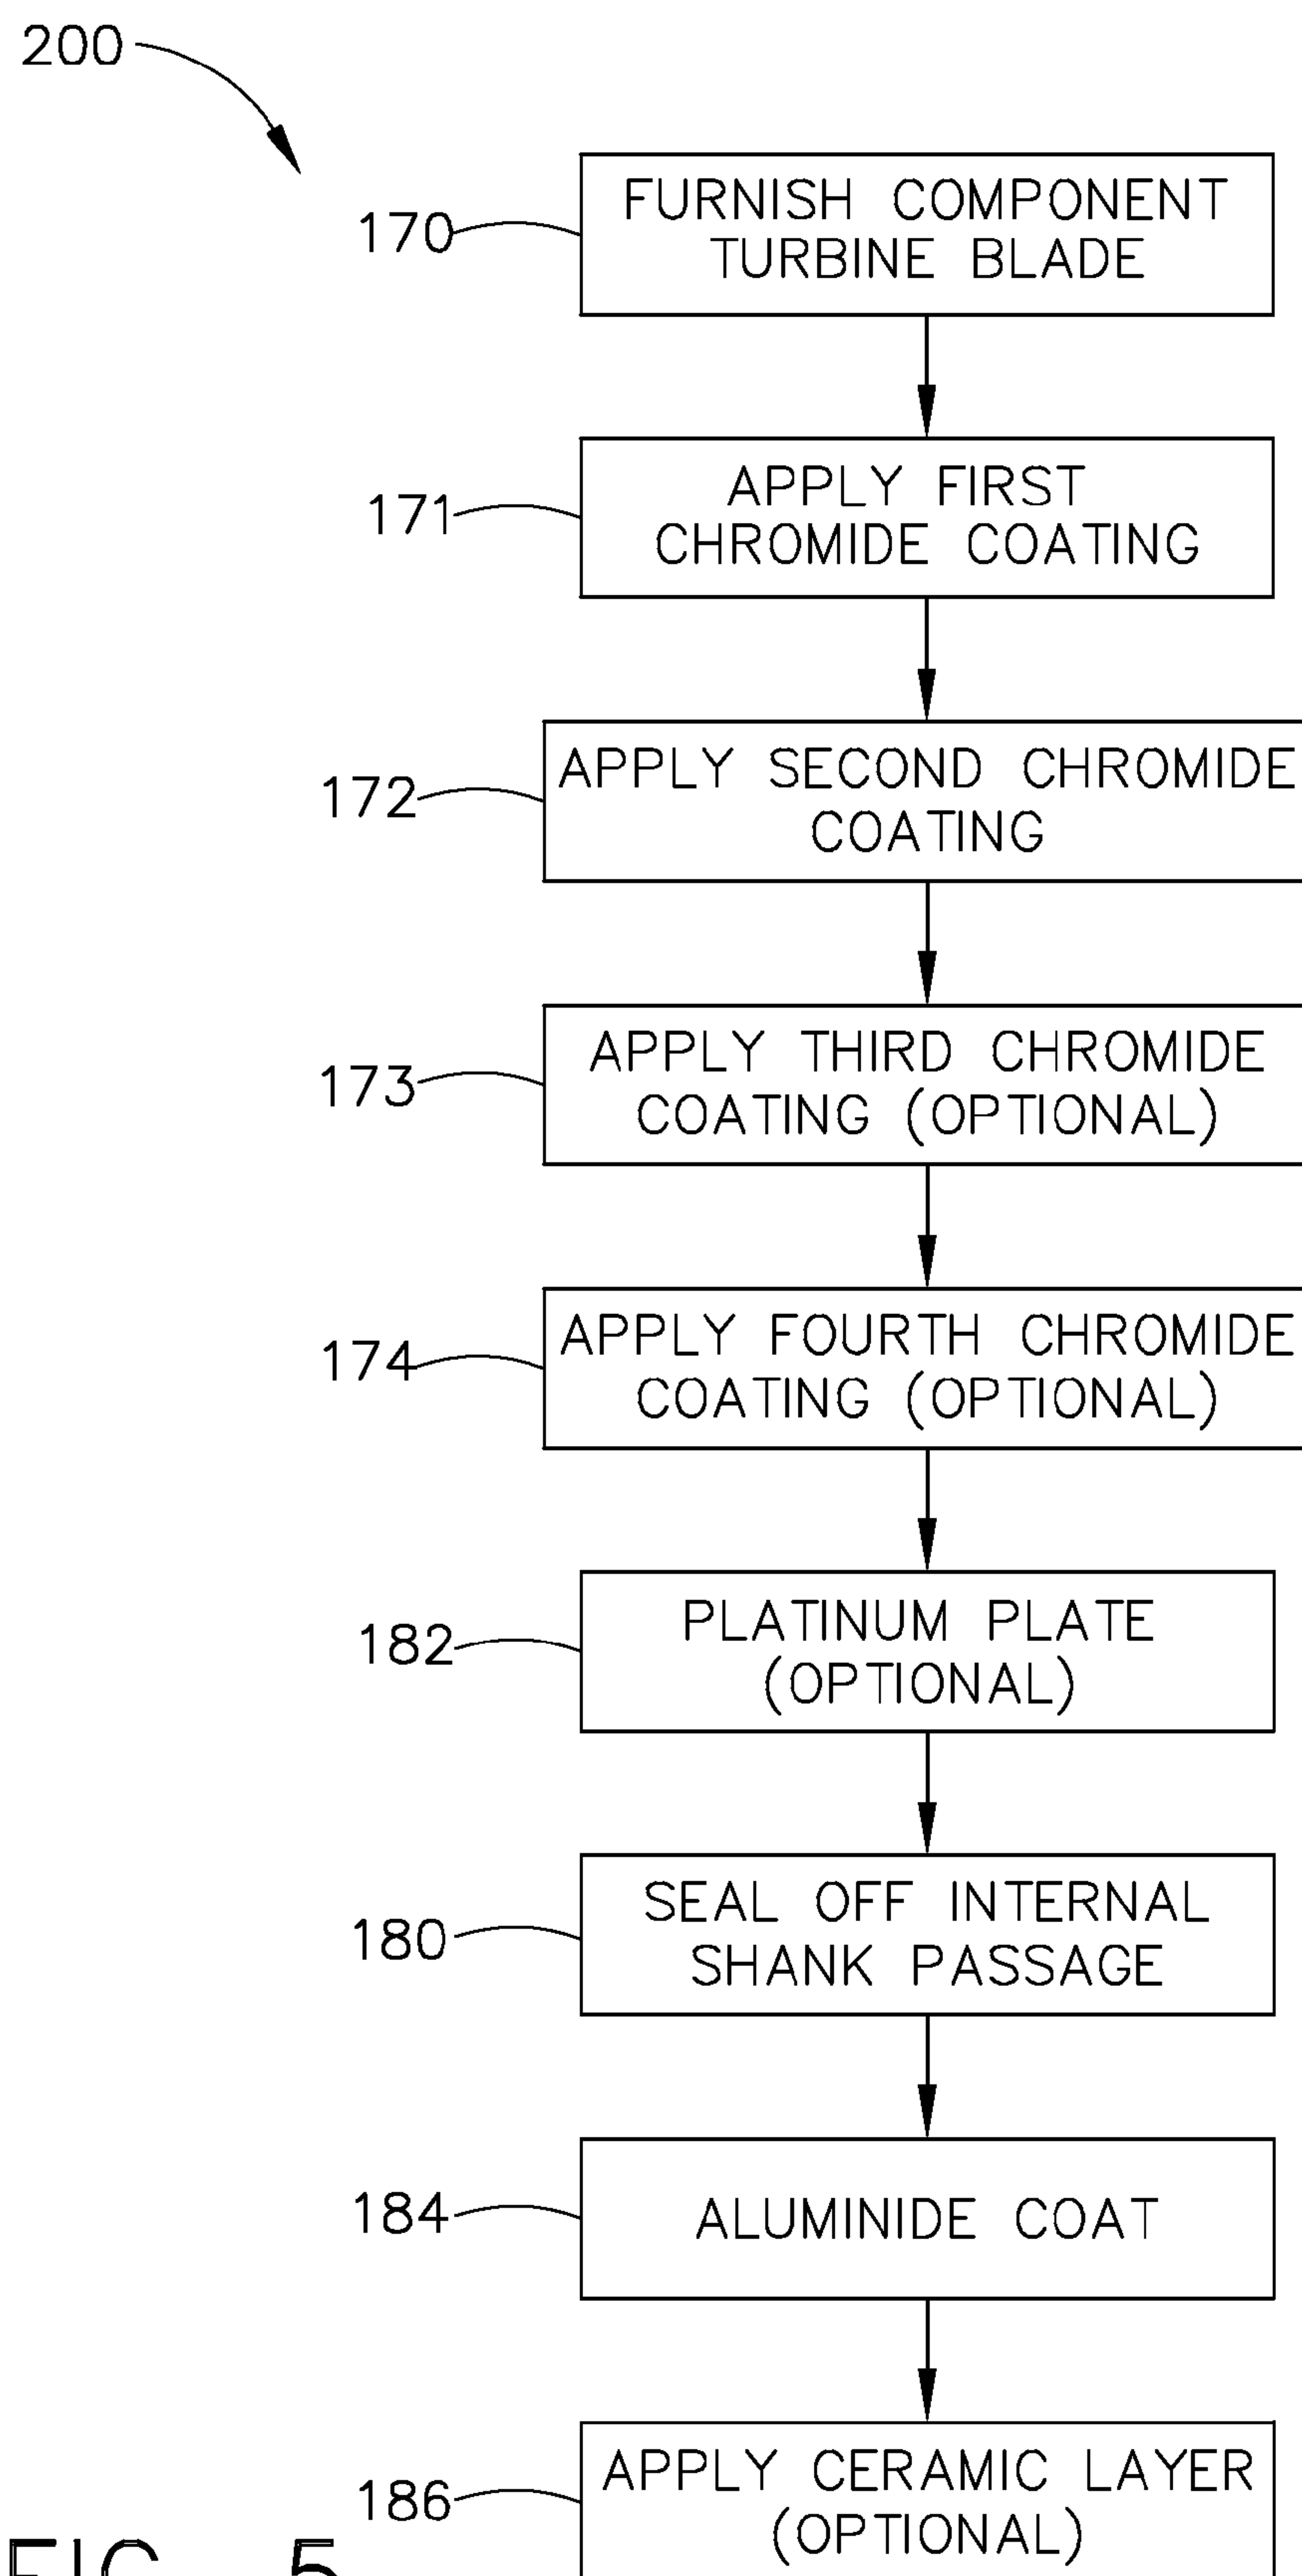 200
170
FURNISH COMPONENT
TURBINE BLADE
171
APPLY FIRST
CHROMIDE COATING
172
APPLY SECOND CHROMIDE
COATING
173
APPLY THIRD CHROMIDE
COATING (OPTIONAL)
174
APPLY FOURTH CHROMIDE
COATING (OPTIONAL)
182
PLATINUM PLATE
(OPTIONAL)
180
SEAL OFF INTERNAL
SHANK PASSAGE
184
ALUMINIDE COAT
186
APPLY CERAMIC LAYER
(OPTIONAL)
FIG. 5